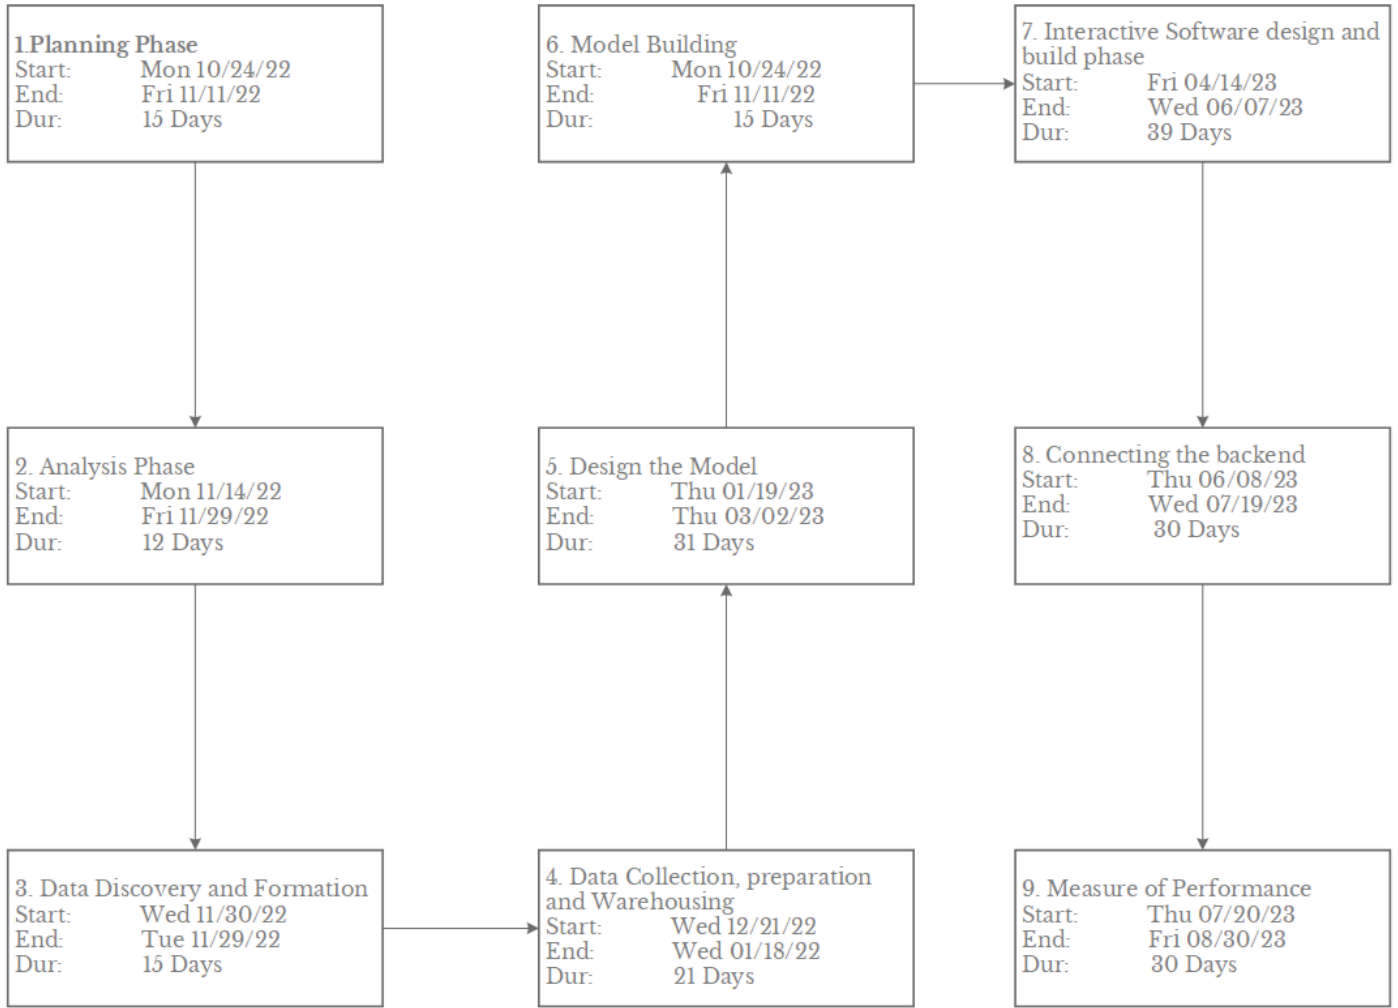 1.Planning Phase
Start: Mon 10/24/22
End: Fri 11/11/22
Dur: 15 Days
2. Analysis Phase
Start: Mon 11/14/22
End: Fri 11/29/22
Dur: 12 Days
3. Data Discovery and Formation
Start: Wed 11/30/22
End: Tue 11/29/22
Dur: 15 Days
4. Data Collection, preparation
and Warehousing
Start: Wed 12/21/22
End: Wed 01/18/22
Dur: 21 Days
5. Design the Model
Start: Thu 01/19/23
End: Thu 03/02/23
Dur: 31 Days
6. Model Building
Start: Mon 10/24/22
End: Fri 11/11/22
Dur: 15 Days
7. Interactive Software design and
build phase
Start: Fri 04/14/23
End: Wed 06/07/23
Dur: 39 Days
8. Connecting the backend
Start: Thu 06/08/23
End: Wed 07/19/23
Dur: 30 Days
9. Measure of Performance
Start: Thu 07/20/23
End: Fri 08/30/23
Dur: 30 Days